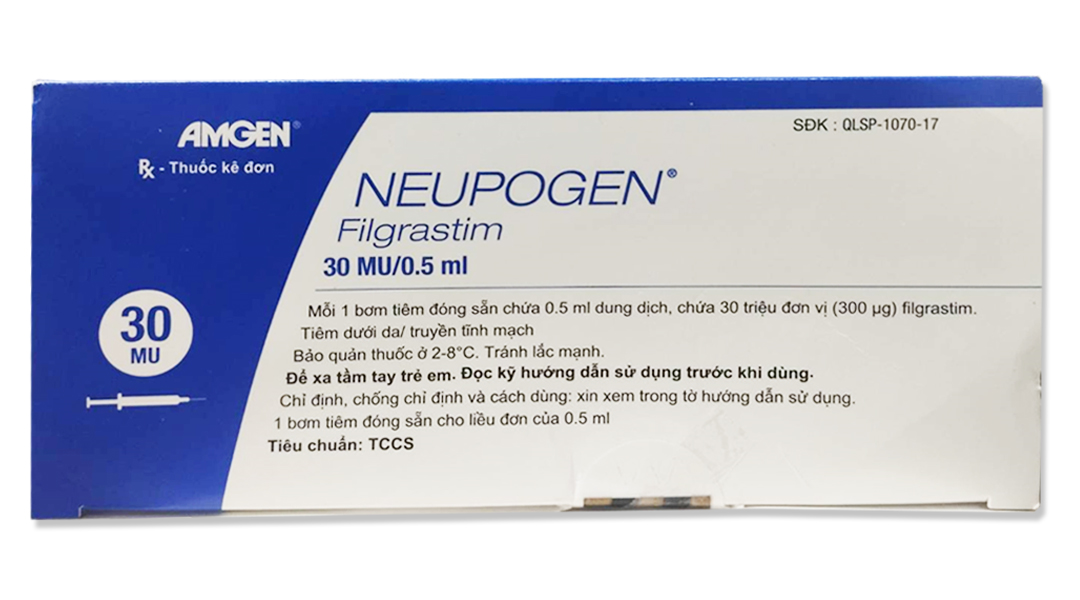 AMGEN®
Rx - Thuốc kê đơn
SĐK : QLSP-1070-17
NEUPOGEN®
Filgrastim
30 MU/0.5 ml
30
MU
Mỗi 1 bơm tiêm đóng sẵn chứa 0.5 ml dung dịch, chứa 30 triệu đơn vị (300 µg) filgrastim.
Tiêm dưới da/ truyền tĩnh mạch
Bảo quản thuốc ở 2-8°C. Tránh lắc mạnh.
Để xa tầm tay trẻ em. Đọc kỹ hướng dẫn sử dụng trước khi dùng.
Chỉ định, chống chỉ định và cách dùng: xin xem trong tờ hướng dẫn sử dụng.
1 bơm tiêm đóng sẵn cho liều đơn của 0.5 ml
Tiêu chuẩn: TCCS